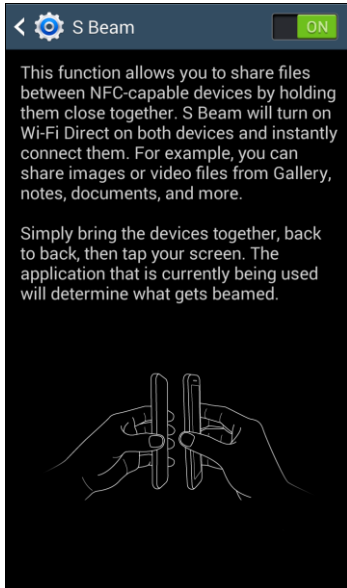 S Beam
ON
This function allows you to share files
between NFC-capable devices by holding
them close together. S Beam will turn on
Wi-Fi Direct on both devices and instantly
connect them. For example, you can
share images or video files from Gallery,
notes, documents, and more.
Simply bring the devices together, back
to back, then tap your screen. The
application that is currently being used
will determine what gets beamed.